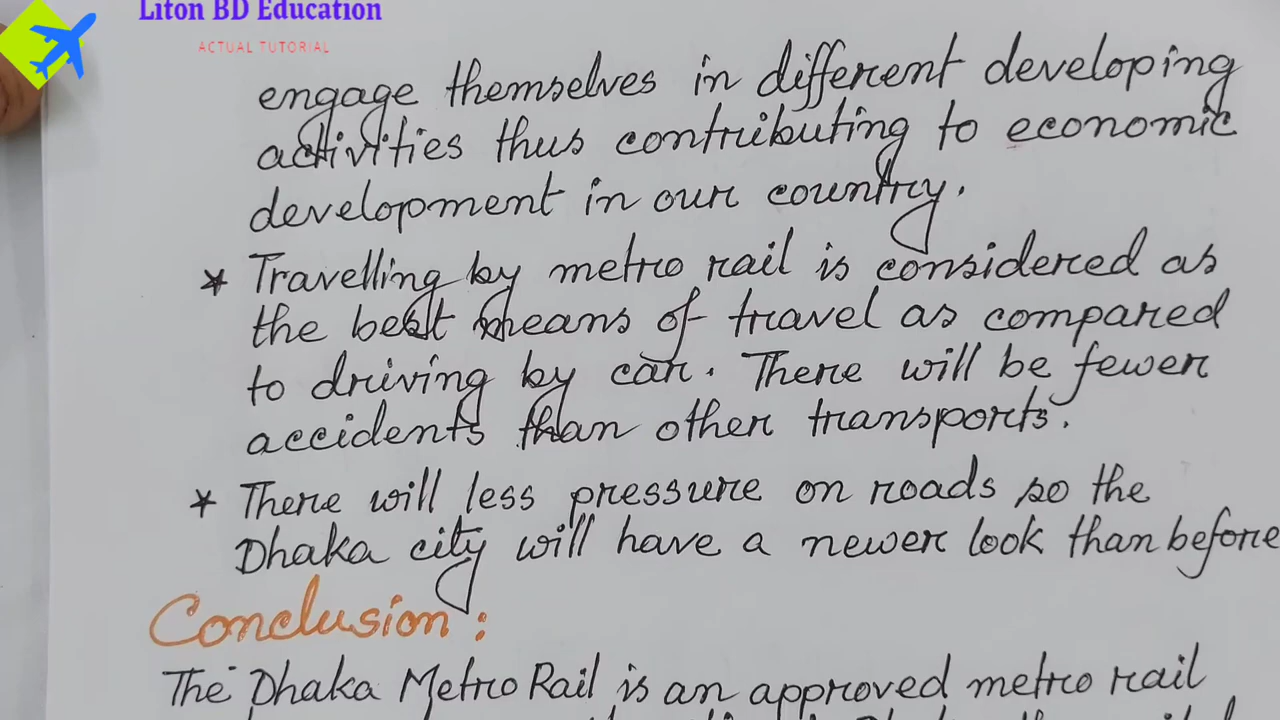 Liton BD Education
ACTUAL TUTORIAL
engage themselves in different developing
activities thus contributing to economic
development in our country.
* Travelling by metro rail is considered as
the best means of travel as compared
to driving by car. There will be fewer
accidents than other transports.
* There will less pressure on roads so the
Dhaka city will have a newer look than before
Conclusion:
The Dhaka Metro Rail is an approved metro rail